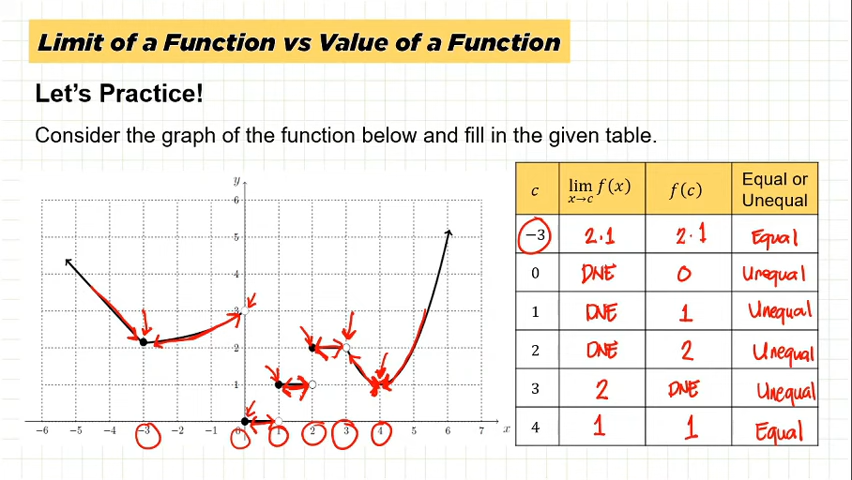 Limit of a Function vs Value of a Function
Let's Practice!
Consider the graph of the function below and fill in the given table.
c lim x→c f(x) f(c) Equal or Unequal
−3 2.1 2.1 Equal
0 DNE 0 Unequal
1 DNE 1 Unequal
2 DNE 2 Unequal
3 2 DNE Unequal
4 1 1 Equal
y
6
5
4
3
2
1
−6 −5 −4 −3 −2 −1 0 1 2 3 4 5 6 7 x